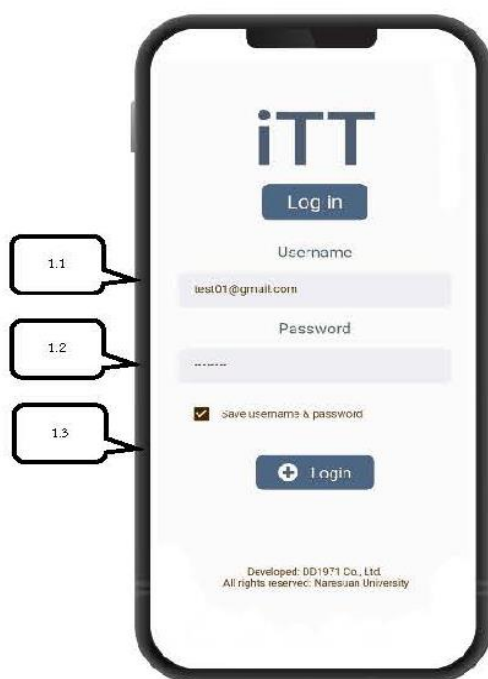 iTT
Log in
Username
1.1
test01@gmail.com
Password
1.2
--------
Save username & password
1.3
Login
Developed: DD1971 Co., Ltd.
All rights reserved: Naresuan University